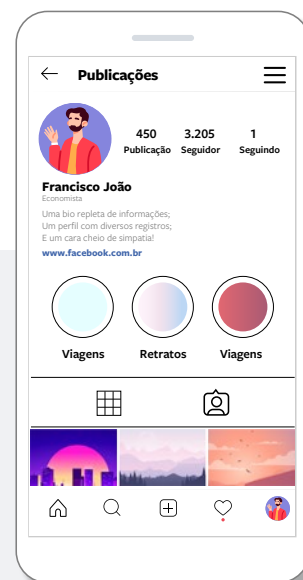 Publicações
450 3.205 1
Publicação Seguidor Seguindo
Francisco João
Economista
Uma bio repleta de informações;
Um perfil com diversos registros;
E um cara cheio de simpatia!
www.facebook.com.br
Viagens Retratos Viagens